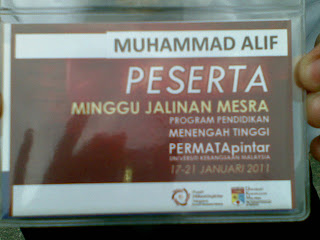 MUHAMMAD ALIF
PESERTA
MINGGU JALINAN MESRA
PROGRAM PENDIDIKAN
MENENGAH TINGGI
PERMATApintar
UNIVERSITI KEBANGSAAN MALAYSIA
17-21 JANUARI 2011